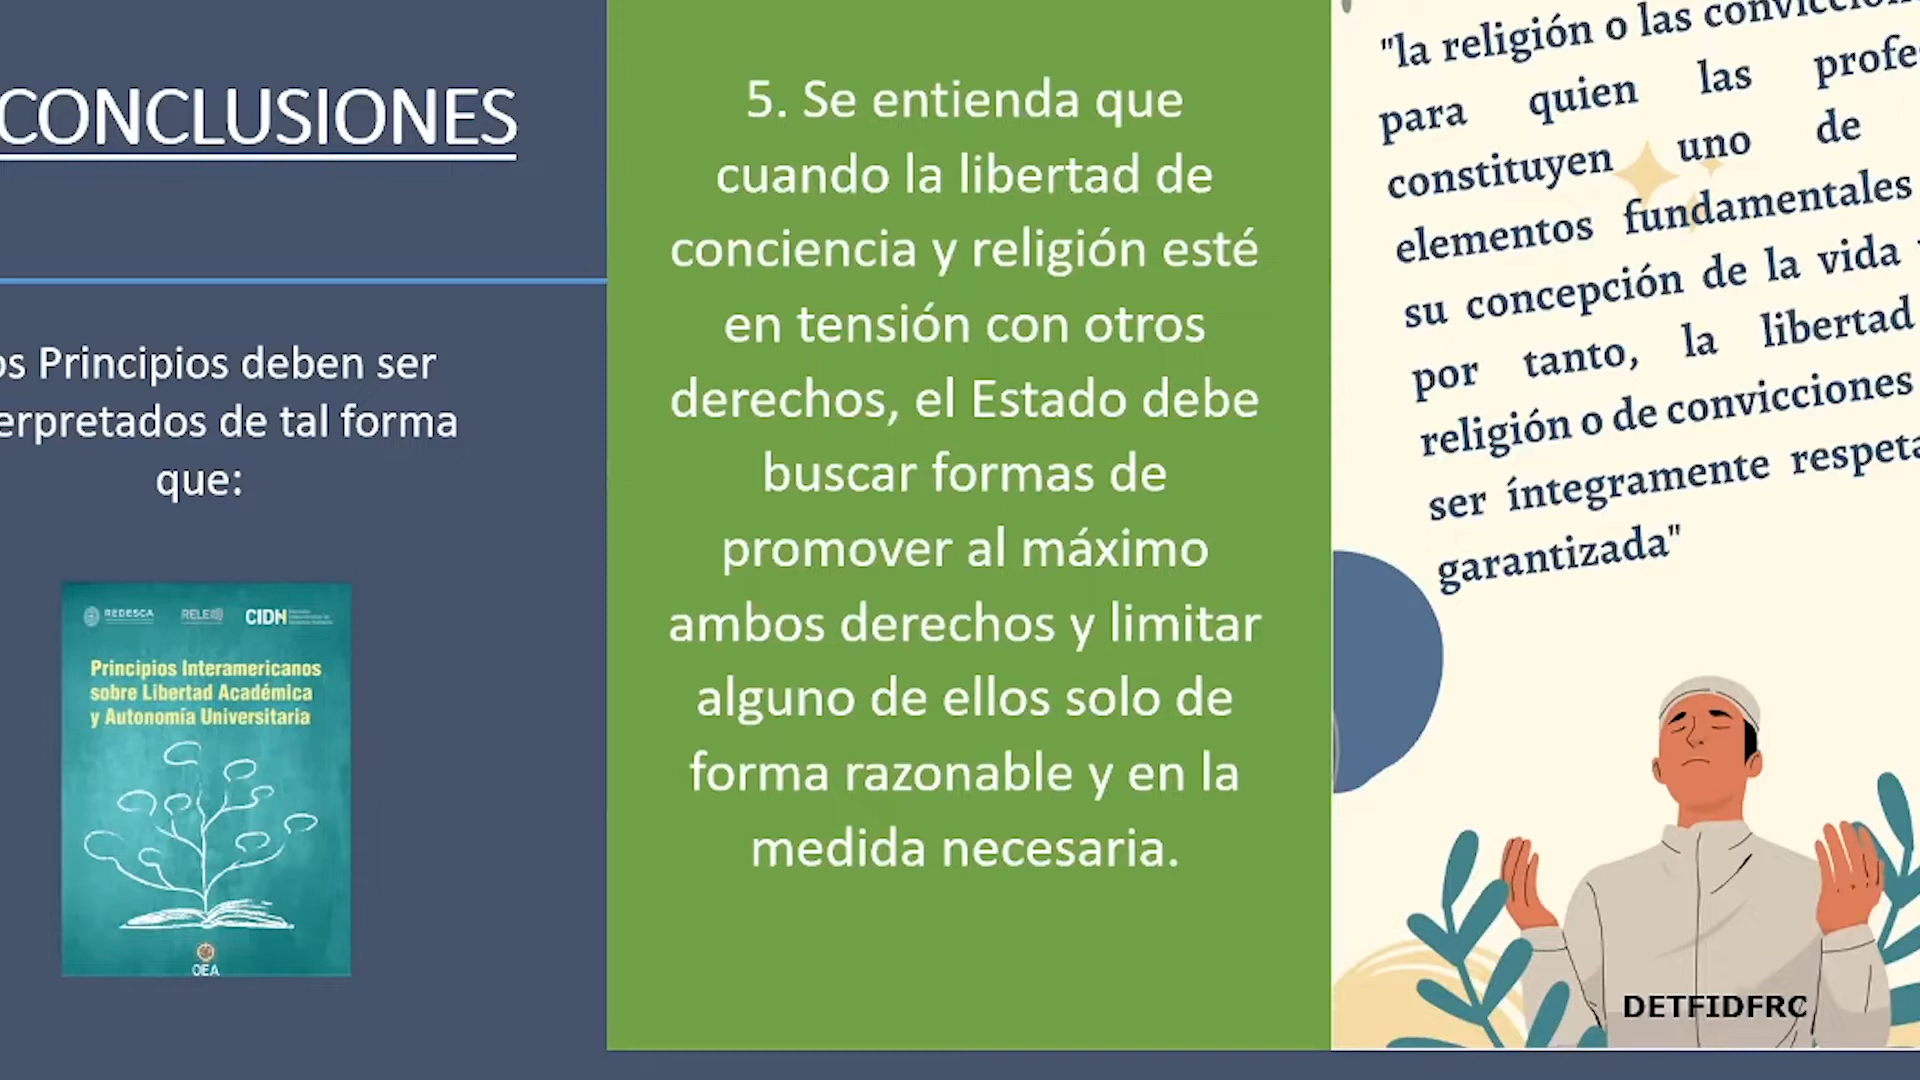 CONCLUSIONES
os Principios deben ser
erpretados de tal forma
que:
REDESCA
RELE
CIDH
Principios Interamericanos
sobre Libertad Académica
y Autonomía Universitaria
OEA
5. Se entienda que
cuando la libertad de
conciencia y religión esté
en tensión con otros
derechos, el Estado debe
buscar formas de
promover al máximo
ambos derechos y limitar
alguno de ellos solo de
forma razonable y en la
medida necesaria.
"la religión o las conviccion
para quien las profe
constituyen uno de
elementos fundamentales
su concepción de la vida
por tanto, la libertad
religión o de convicciones
ser íntegramente respeta
garantizada"
DETFIDFRC